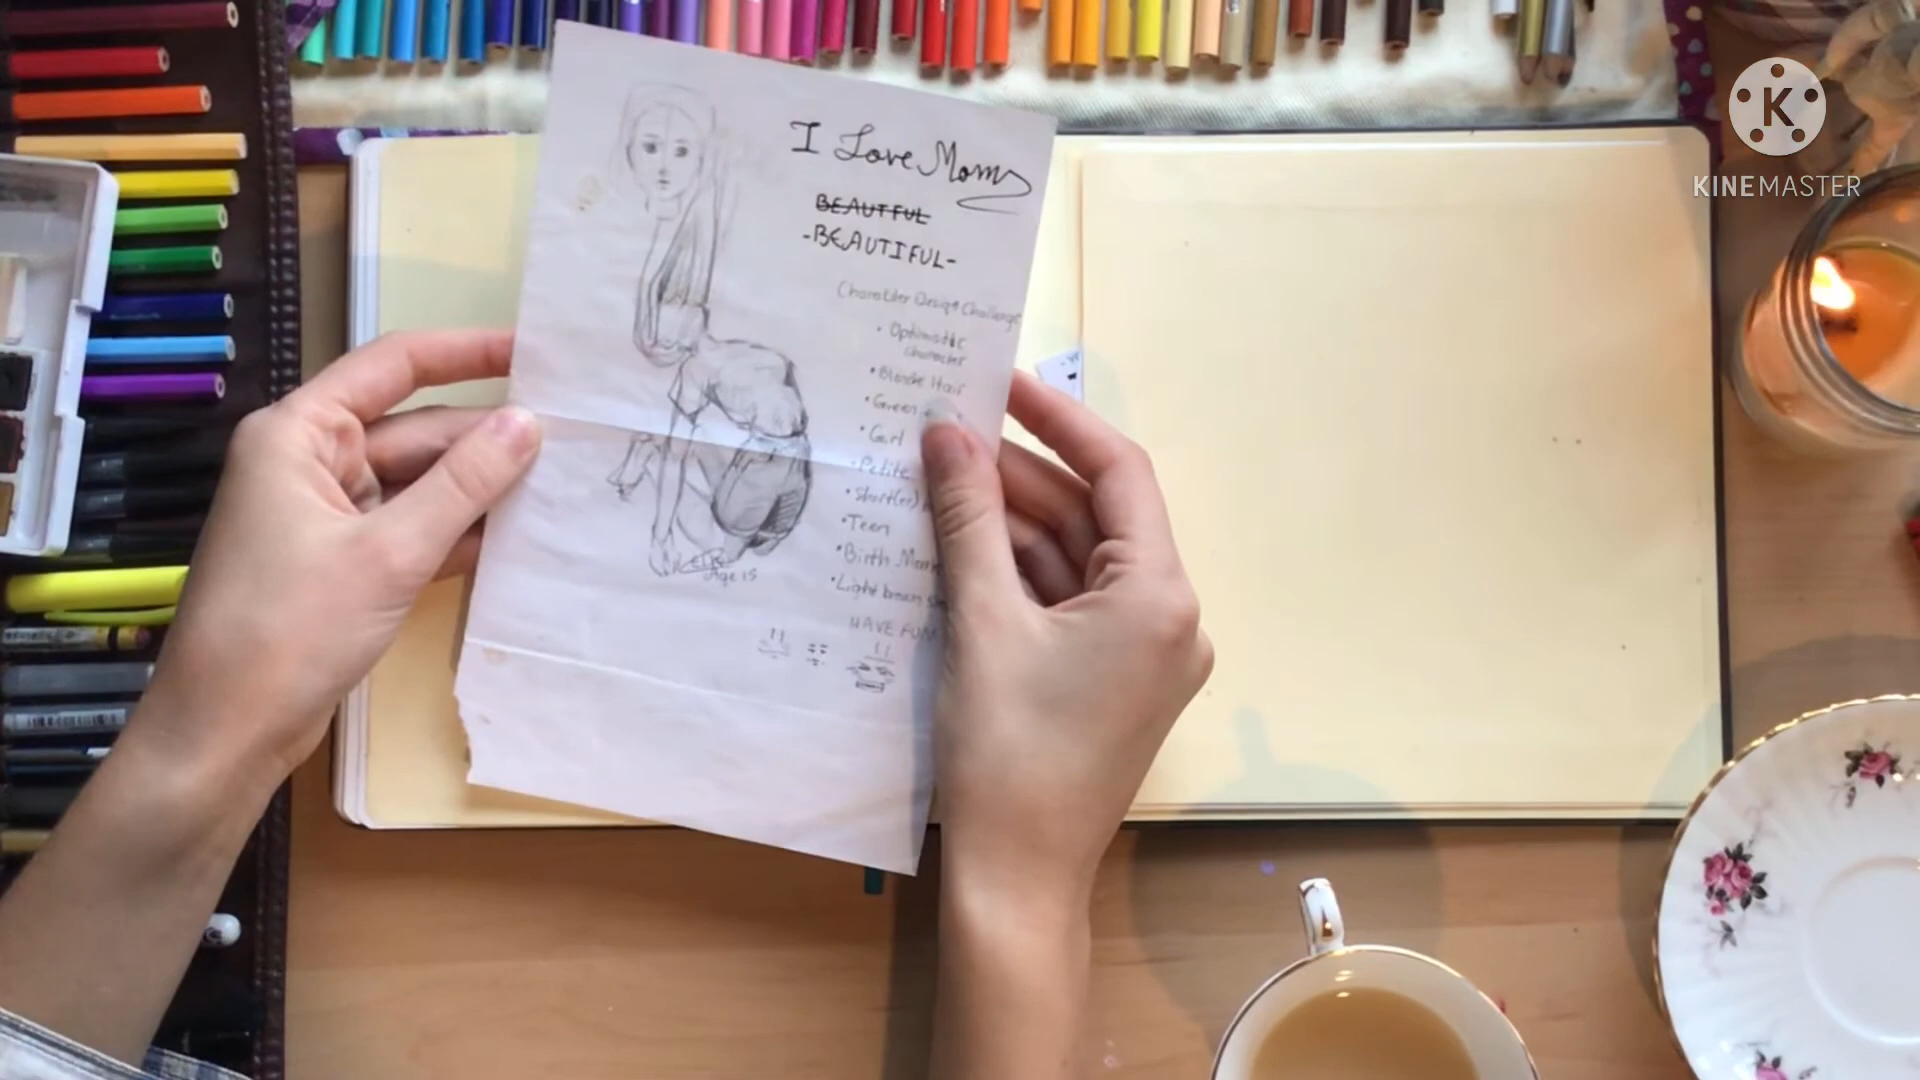 I Love Mom
BEAUTFUL
-BEAUTIFUL-
Character Design Challenge
• Optimistic
character
• Blonde Hair
• Green
• Girl
• Petite
• Short(er)
• Teen
• Birth Mark
• Light brown
HAVE FUN
Age 15
KINEMASTER